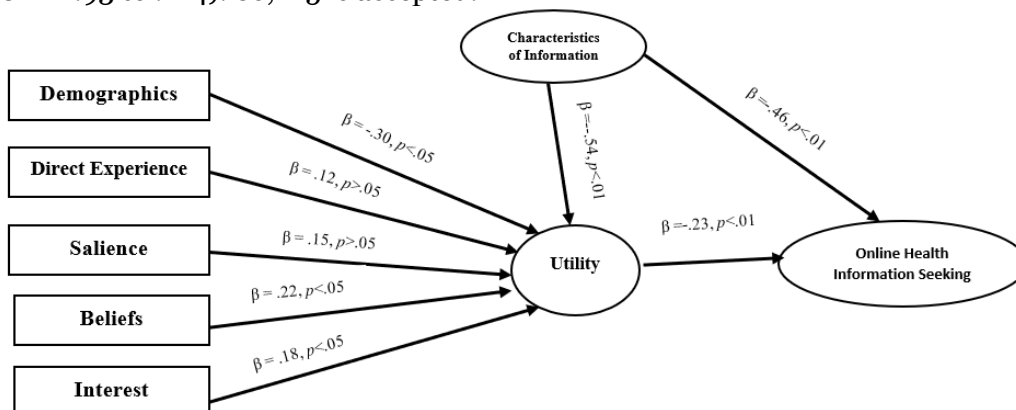 Characteristics
of Information
Demographics
β = -.30, p<.05
β =-.46, p<.01
β =--.54, p<.01
Direct Experience
β = .12, p>.05
Salience
β = .15, p>.05
β =-.23, p<.01
Utility
Online Health
Information Seeking
β = .22, p<.05
Beliefs
β = .18, p<.05
Interest